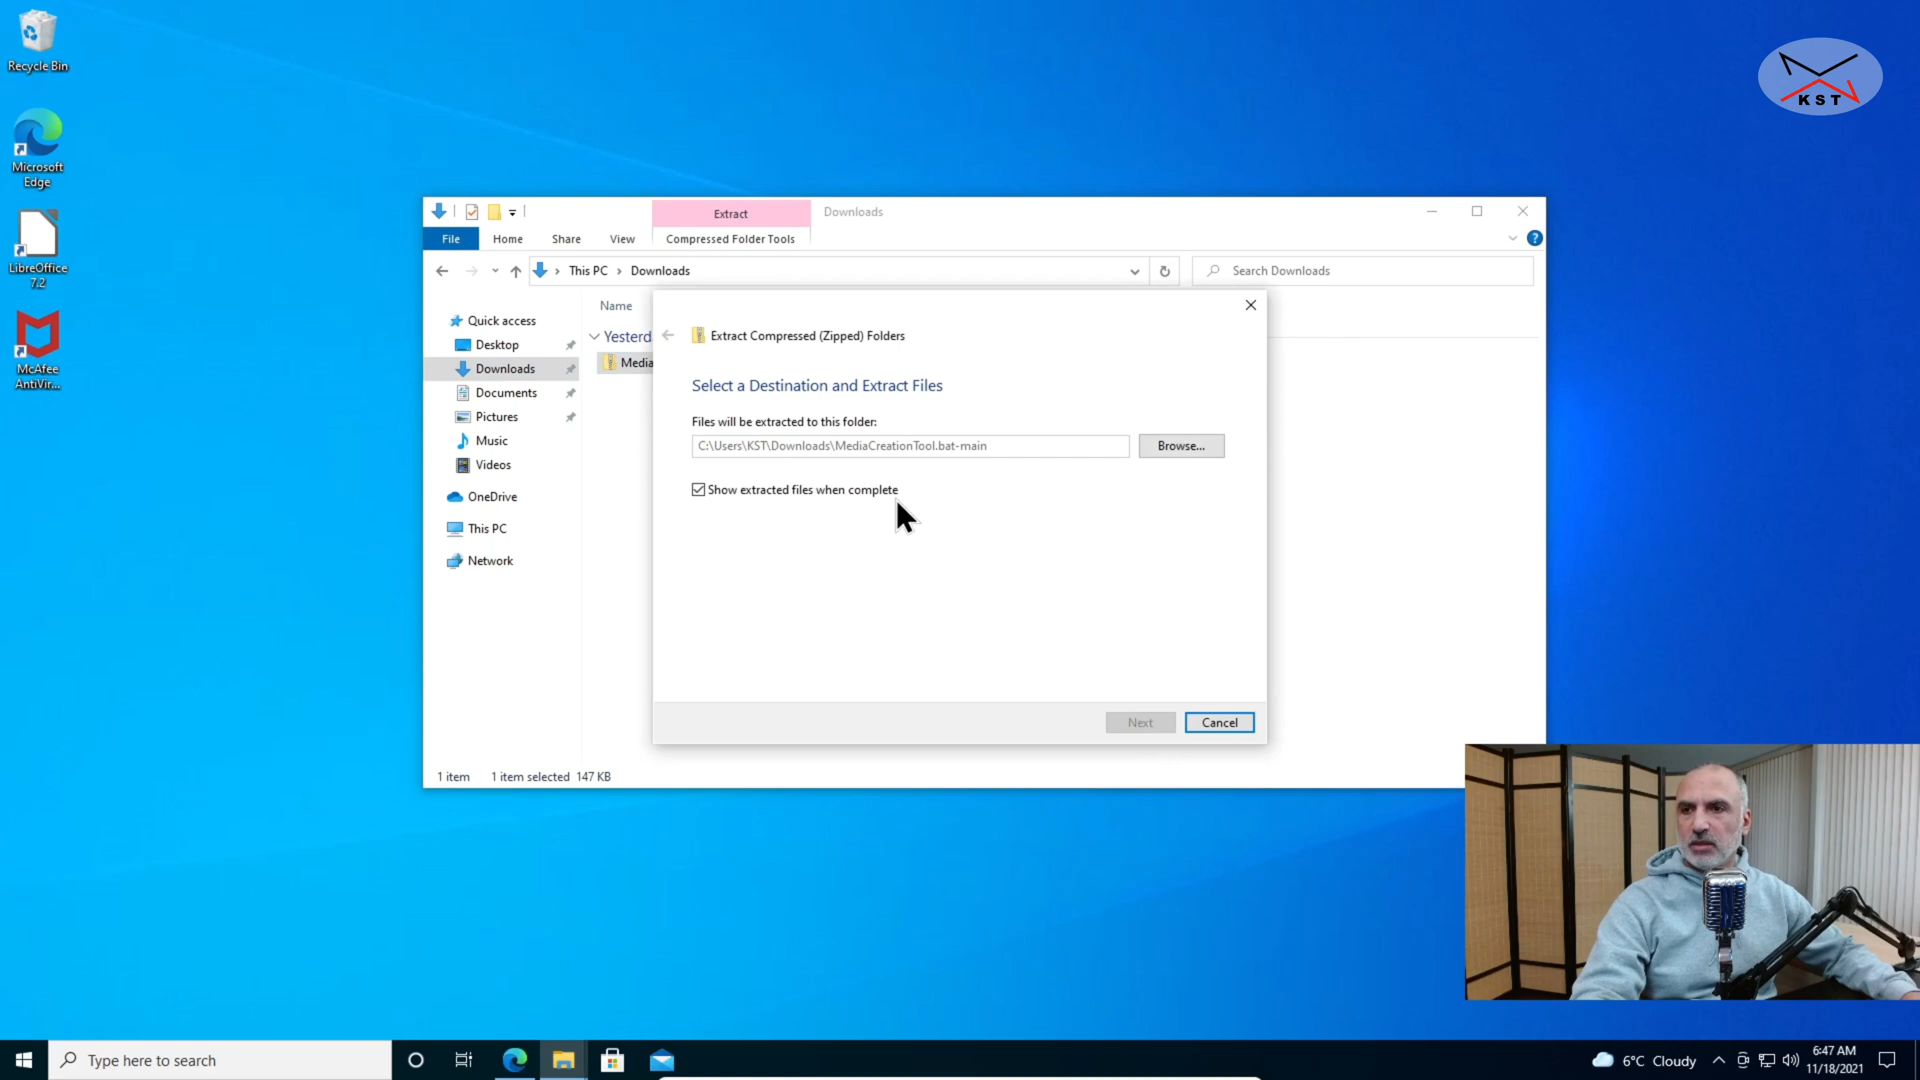 Recycle Bin
Microsoft
Edge
LibreOffice
7.2
McAfee
AntiVir...
KST
Extract
Downloads
File
Home
Share
View
Compressed Folder Tools
This PC > Downloads
Search Downloads
Name
Quick access
Desktop
Downloads
Documents
Pictures
Music
Videos
OneDrive
This PC
Network
Yesterd
Media
Extract Compressed (Zipped) Folders
Select a Destination and Extract Files
Files will be extracted to this folder:
C:\Users\KST\Downloads\MediaCreationTool.bat-main
Browse...
Show extracted files when complete
Next
Cancel
1 item
1 item selected 147 KB
Type here to search
6°C Cloudy
6:47 AM
11/18/2021